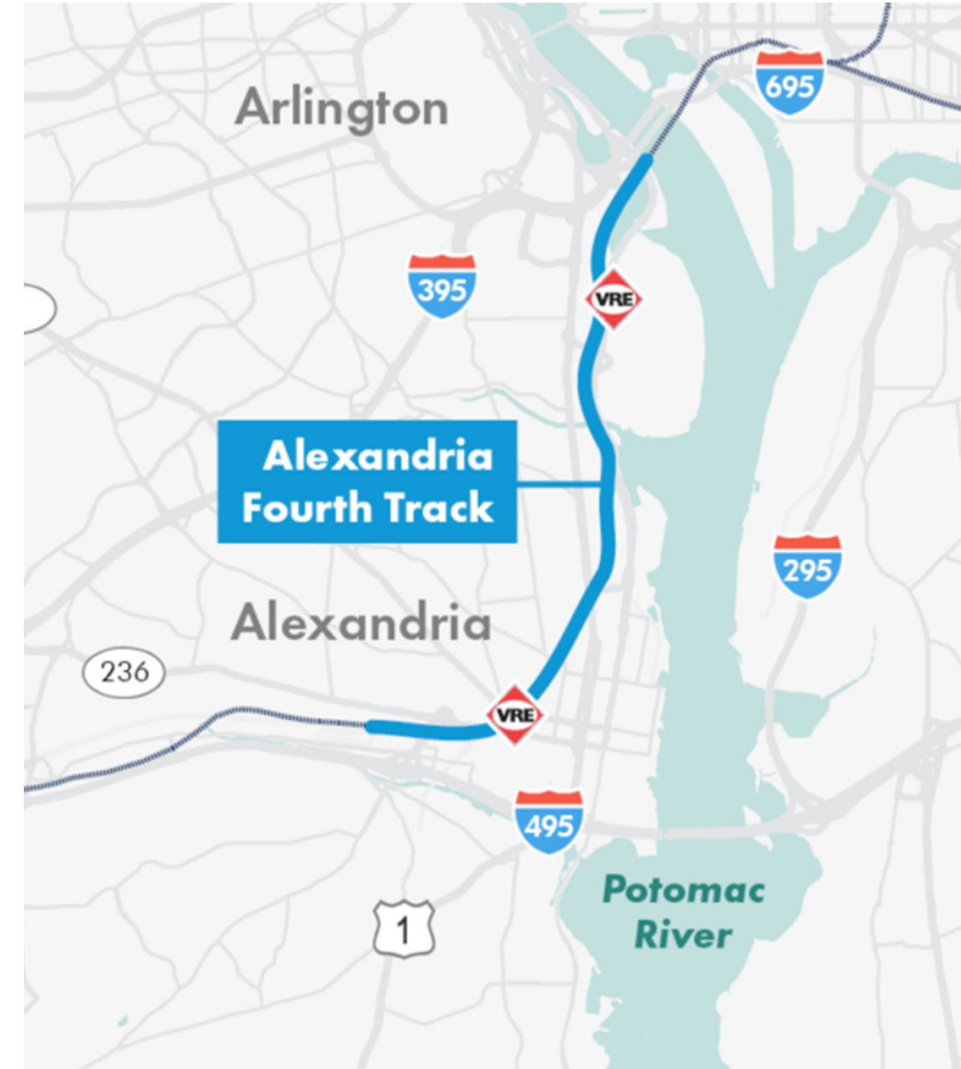 Arlington
695
395
VRE
Alexandria
Fourth Track
295
Alexandria
236
VRE
495
Potomac
River
1